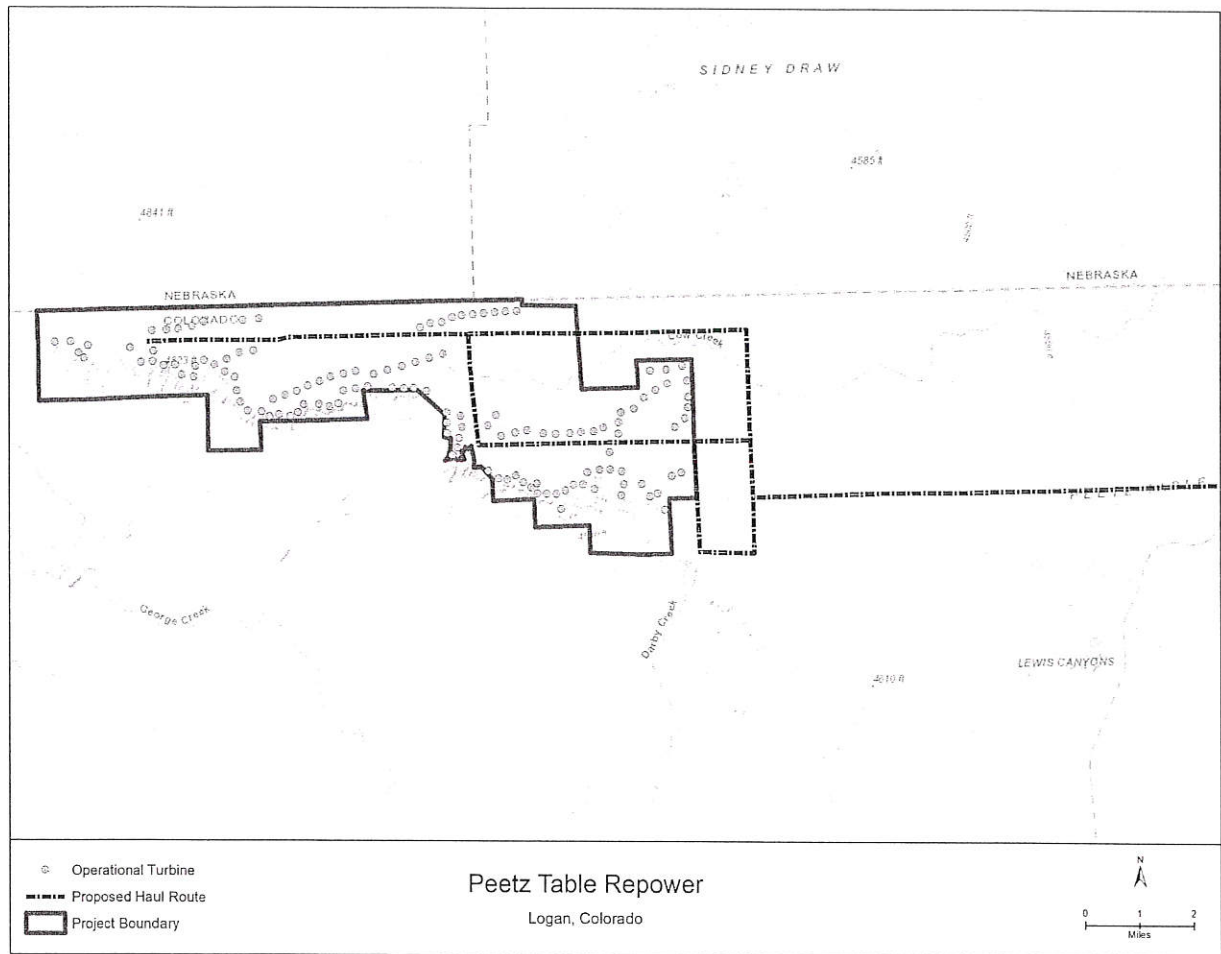 SIDNEY DRAW
4585 ft
4841 ft
NEBRASKA
NEBRASKA
COLORADO
Cow Creek
George Creek
Darby Creek
LEWIS CANYONS
4610 ft
Operational Turbine
Proposed Haul Route
Project Boundary
Peetz Table Repower
Logan, Colorado
N
0 1 2
Miles